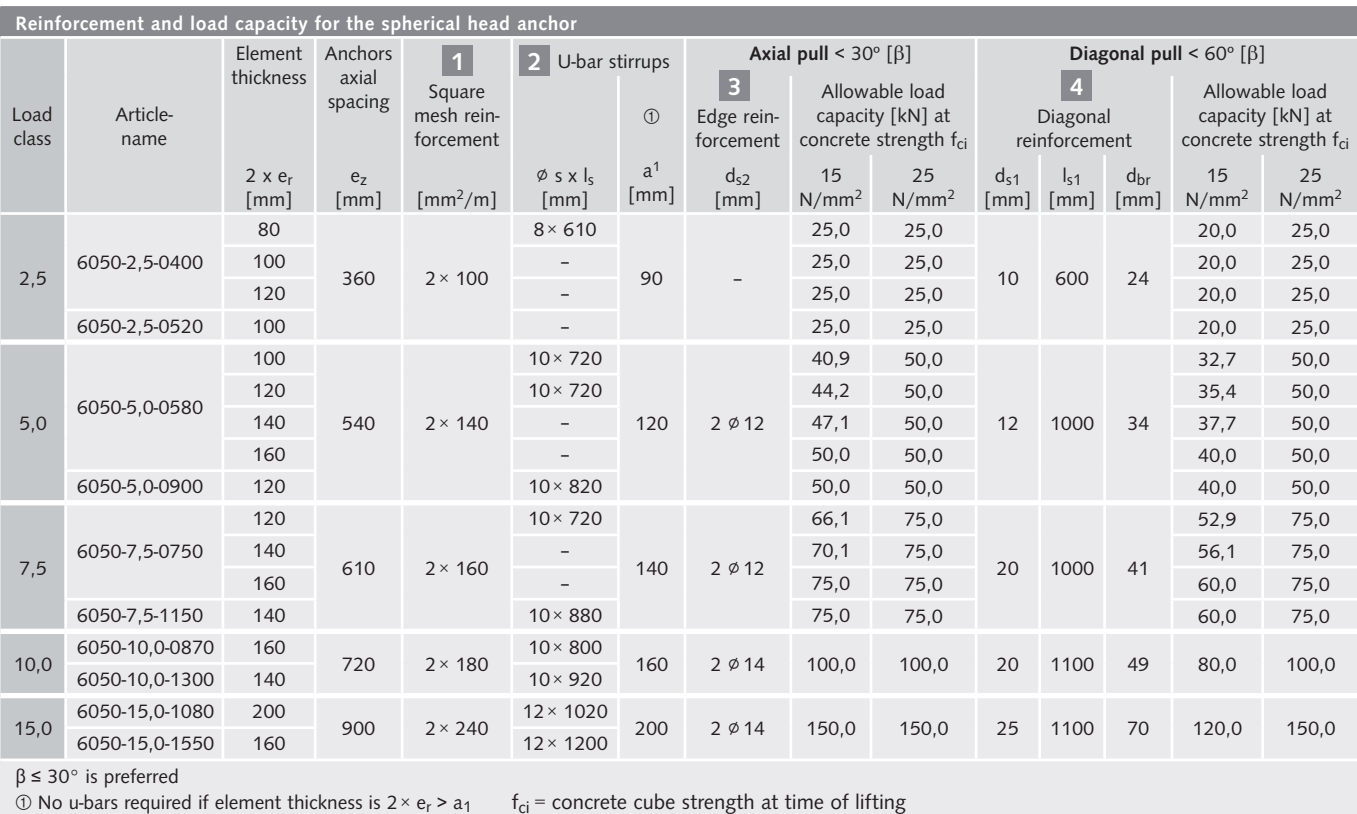 Reinforcement and load capacity for the spherical head anchor
Load class
Article-name
Element thickness
2 x er [mm]
Anchors axial spacing
ez [mm]
1
Square mesh rein-forcement
[mm²/m]
2 U-bar stirrups
ø s x ls [mm]
①
a¹ [mm]
Axial pull < 30° [β]
3
Edge rein-forcement
ds2 [mm]
Allowable load capacity [kN] at concrete strength fci
15 N/mm²
25 N/mm²
Diagonal pull < 60° [β]
4
Diagonal reinforcement
ds1 [mm]
ls1 [mm]
dbr [mm]
Allowable load capacity [kN] at concrete strength fci
15 N/mm²
25 N/mm²
80 8 × 610 25,0 25,0 20,0 25,0
6050-2,5-0400 100 – 25,0 25,0 20,0 25,0
2,5 360 2 × 100 90 – 10 600 24
120 – 25,0 25,0 20,0 25,0
6050-2,5-0520 100 – 25,0 25,0 20,0 25,0
100 10 × 720 40,9 50,0 32,7 50,0
120 10 × 720 44,2 50,0 35,4 50,0
6050-5,0-0580
5,0 140 540 2 × 140 – 120 2 ø 12 47,1 50,0 12 1000 34 37,7 50,0
160 – 50,0 50,0 40,0 50,0
6050-5,0-0900 120 10 × 820 50,0 50,0 40,0 50,0
120 10 × 720 66,1 75,0 52,9 75,0
6050-7,5-0750 140 – 70,1 75,0 56,1 75,0
7,5 610 2 × 160 140 2 ø 12 20 1000 41
160 – 75,0 75,0 60,0 75,0
6050-7,5-1150 140 10 × 880 75,0 75,0 60,0 75,0
6050-10,0-0870 160 10 × 800
10,0 720 2 × 180 160 2 ø 14 100,0 100,0 20 1100 49 80,0 100,0
6050-10,0-1300 140 10 × 920
6050-15,0-1080 200 12 × 1020
15,0 900 2 × 240 200 2 ø 14 150,0 150,0 25 1100 70 120,0 150,0
6050-15,0-1550 160 12 × 1200
β ≤ 30° is preferred
① No u-bars required if element thickness is 2 × er > a1 fci = concrete cube strength at time of lifting